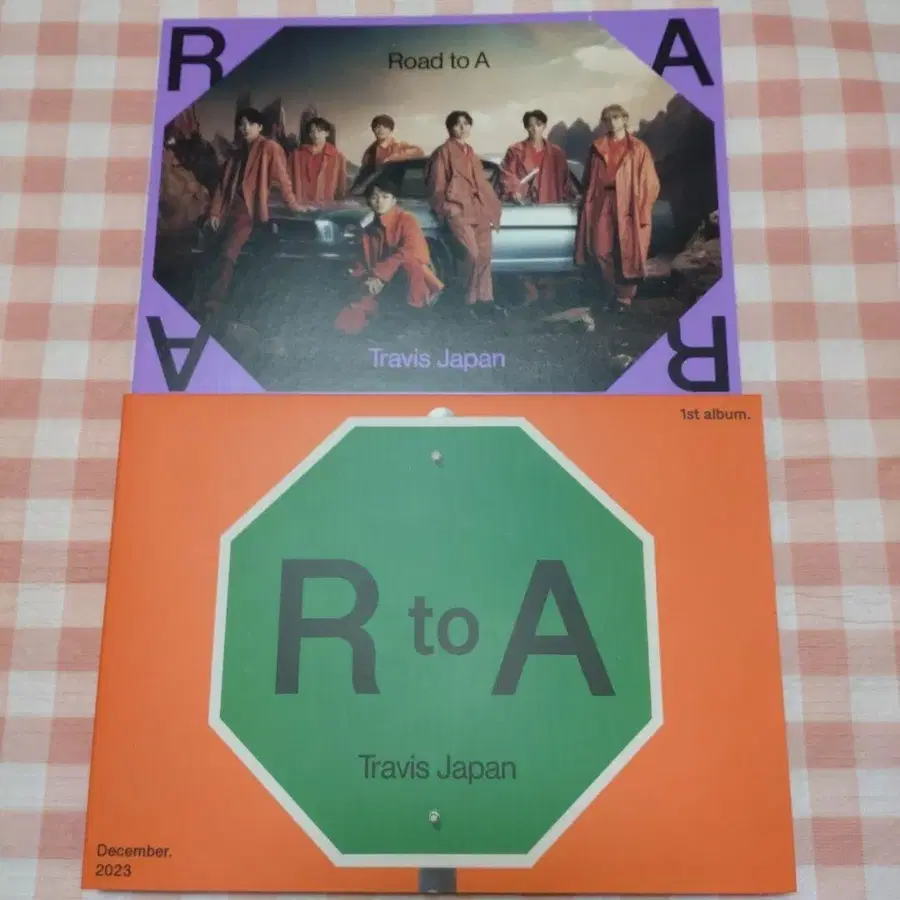 R A
Road to A
Travis Japan
A R
1st album.
R to A
Travis Japan
December.
2023